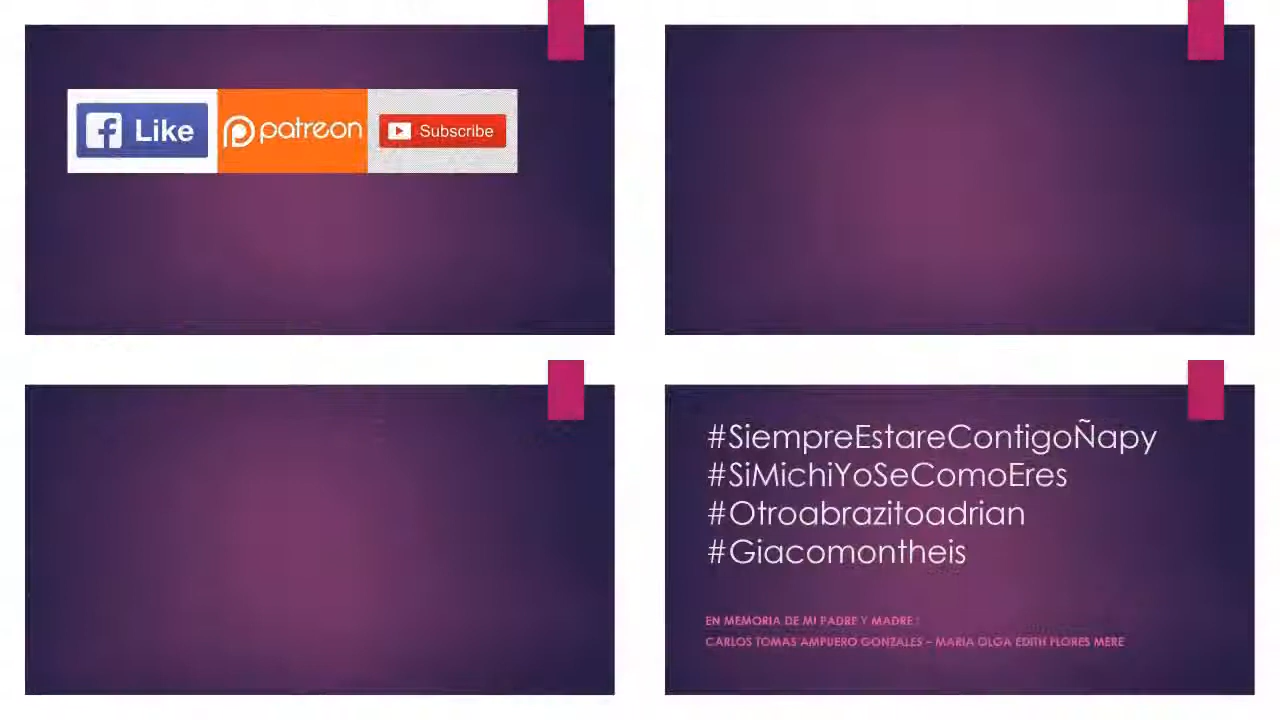 Like
patreon
Subscribe
#SiempreEstareContigoÑapy
#SiMichiYoSeComoEres
#Otroabrazitoadrian
#Giacomontheis
EN MEMORIA DE MI PADRE Y MADRE :
CARLOS TOMAS AMPUERO GONZALES – MARIA OLGA EDITH FLORES MERE